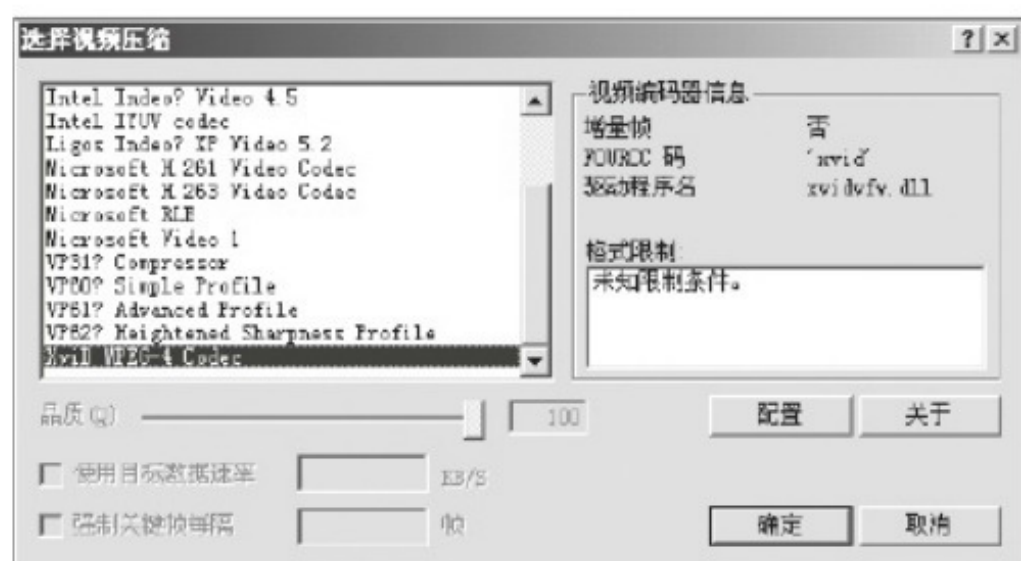 选择视频压缩
Intel Indeo? Video 4.5
Intel IYUV codec
Ligos Indeo? XP Video 5.2
Microsoft H.261 Video Codec
Microsoft H.263 Video Codec
Microsoft RLE
Microsoft Video 1
VP31? Compressor
VP60? Simple Profile
VP61? Advanced Profile
VP62? Heightened Sharpness Profile
XviD MPEG-4 Codec
视频编码器信息
增量帧 否
FOURCC 码 'xvid'
驱动程序名 xvidvfw.dll
格式限制:
未知限制条件。
品质(Q) 100
配置 关于
使用目标数据速率 KB/S
强制关键帧每隔 帧
确定 取消